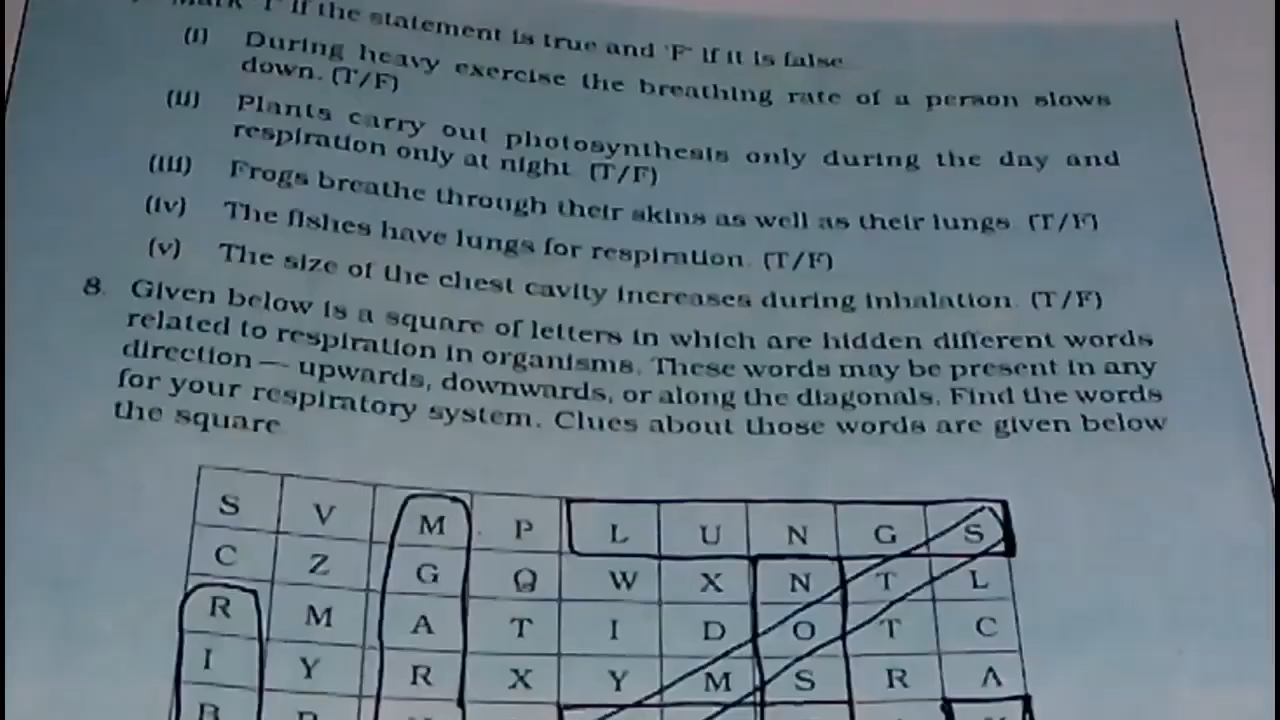 Mark 'T' if the statement is true and 'F' if it is false.
(i) During heavy exercise the breathing rate of a person slows
down. (T/F)
(ii) Plants carry out photosynthesis only during the day and
respiration only at night. (T/F)
(iii) Frogs breathe through their skins as well as their lungs. (T/F)
(iv) The fishes have lungs for respiration. (T/F)
(v) The size of the chest cavity increases during inhalation. (T/F)
8. Given below is a square of letters in which are hidden different words
related to respiration in organisms. These words may be present in any
direction — upwards, downwards, or along the diagonals. Find the words
for your respiratory system. Clues about those words are given below
the square.
S V M P L U N G S
C Z G Q W X N T L
R M A T I D O T C
I Y R X Y M S R A
B